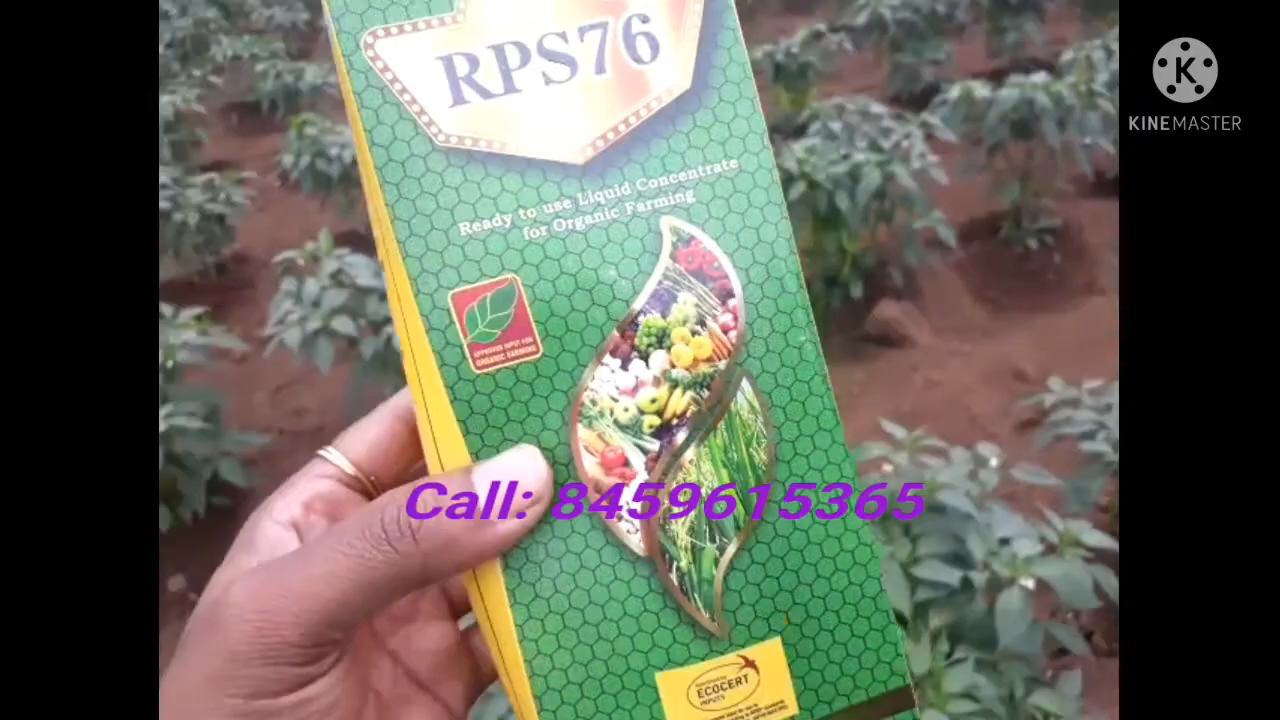 RPS76
K
KINEMASTER
Ready to use Liquid Concentrate
for Organic Farming
APPROVED INPUT FOR
ORGANIC FARMING
Call: 8459615365
ECOCERT
INPUTS